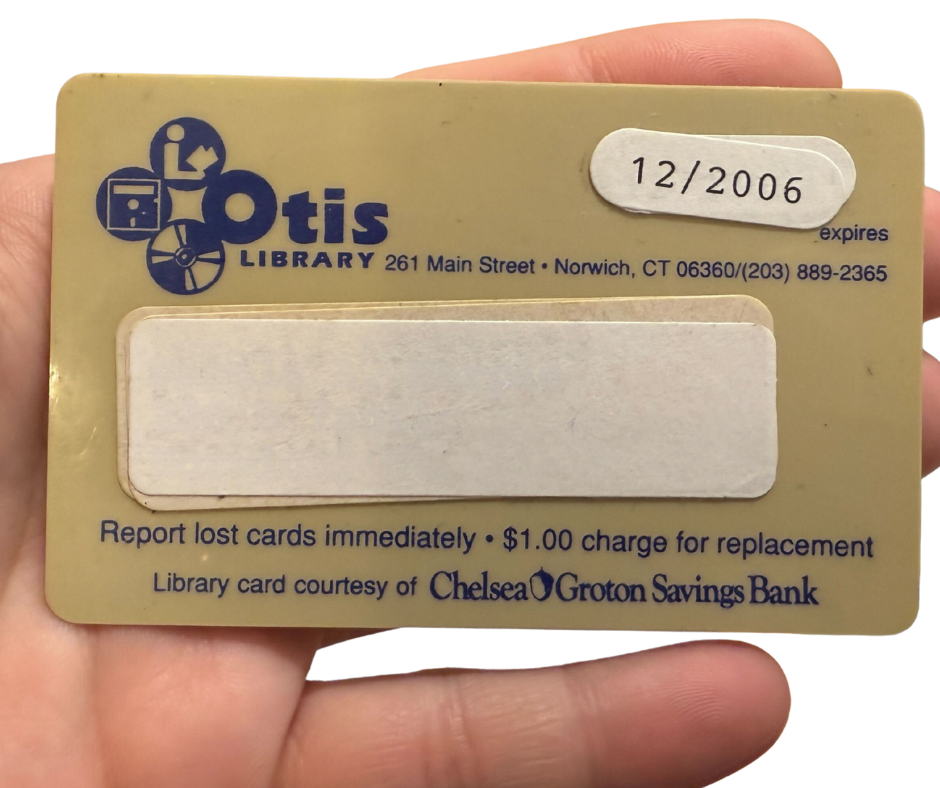 12/2006
expires
Otis
LIBRARY 261 Main Street • Norwich, CT 06360/(203) 889-2365
Report lost cards immediately • $1.00 charge for replacement
Library card courtesy of Chelsea Groton Savings Bank